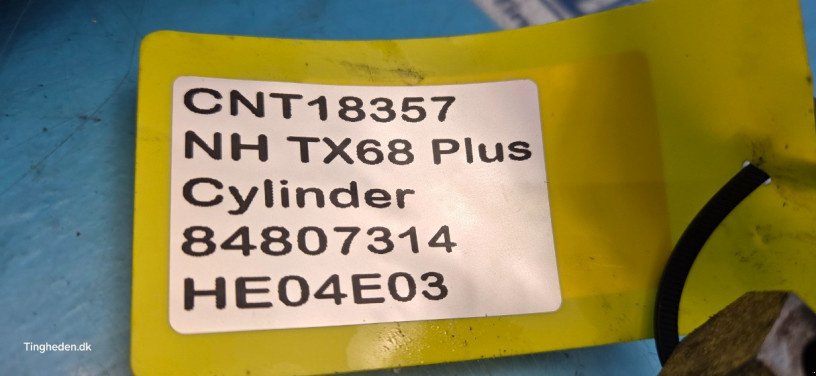 CNT18357
NH TX68 Plus
Cylinder
84807314
HE04E03
Tingheden.dk